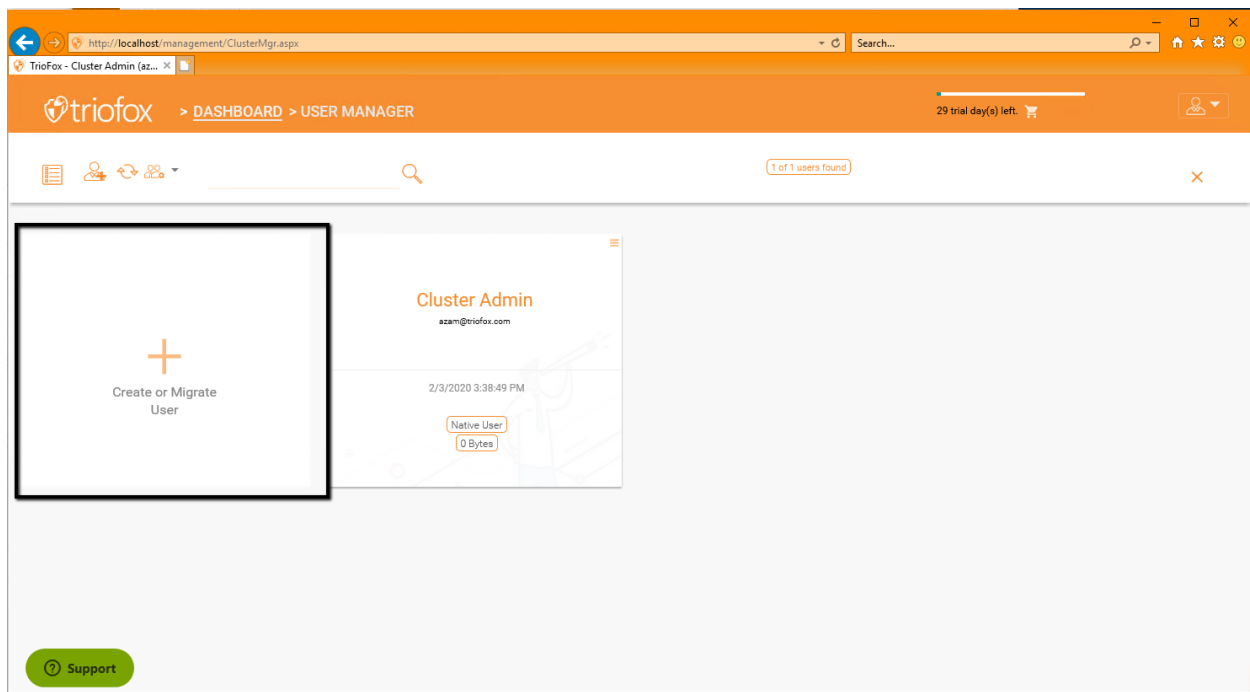 http://localhost/management/ClusterMgr.aspx
Search...
TrioFox - Cluster Admin (az...
triofox
> DASHBOARD > USER MANAGER
29 trial day(s) left.
1 of 1 users found
Cluster Admin
azam@triofox.com
Create or Migrate
User
2/3/2020 3:38:49 PM
Native User
0 Bytes
Support